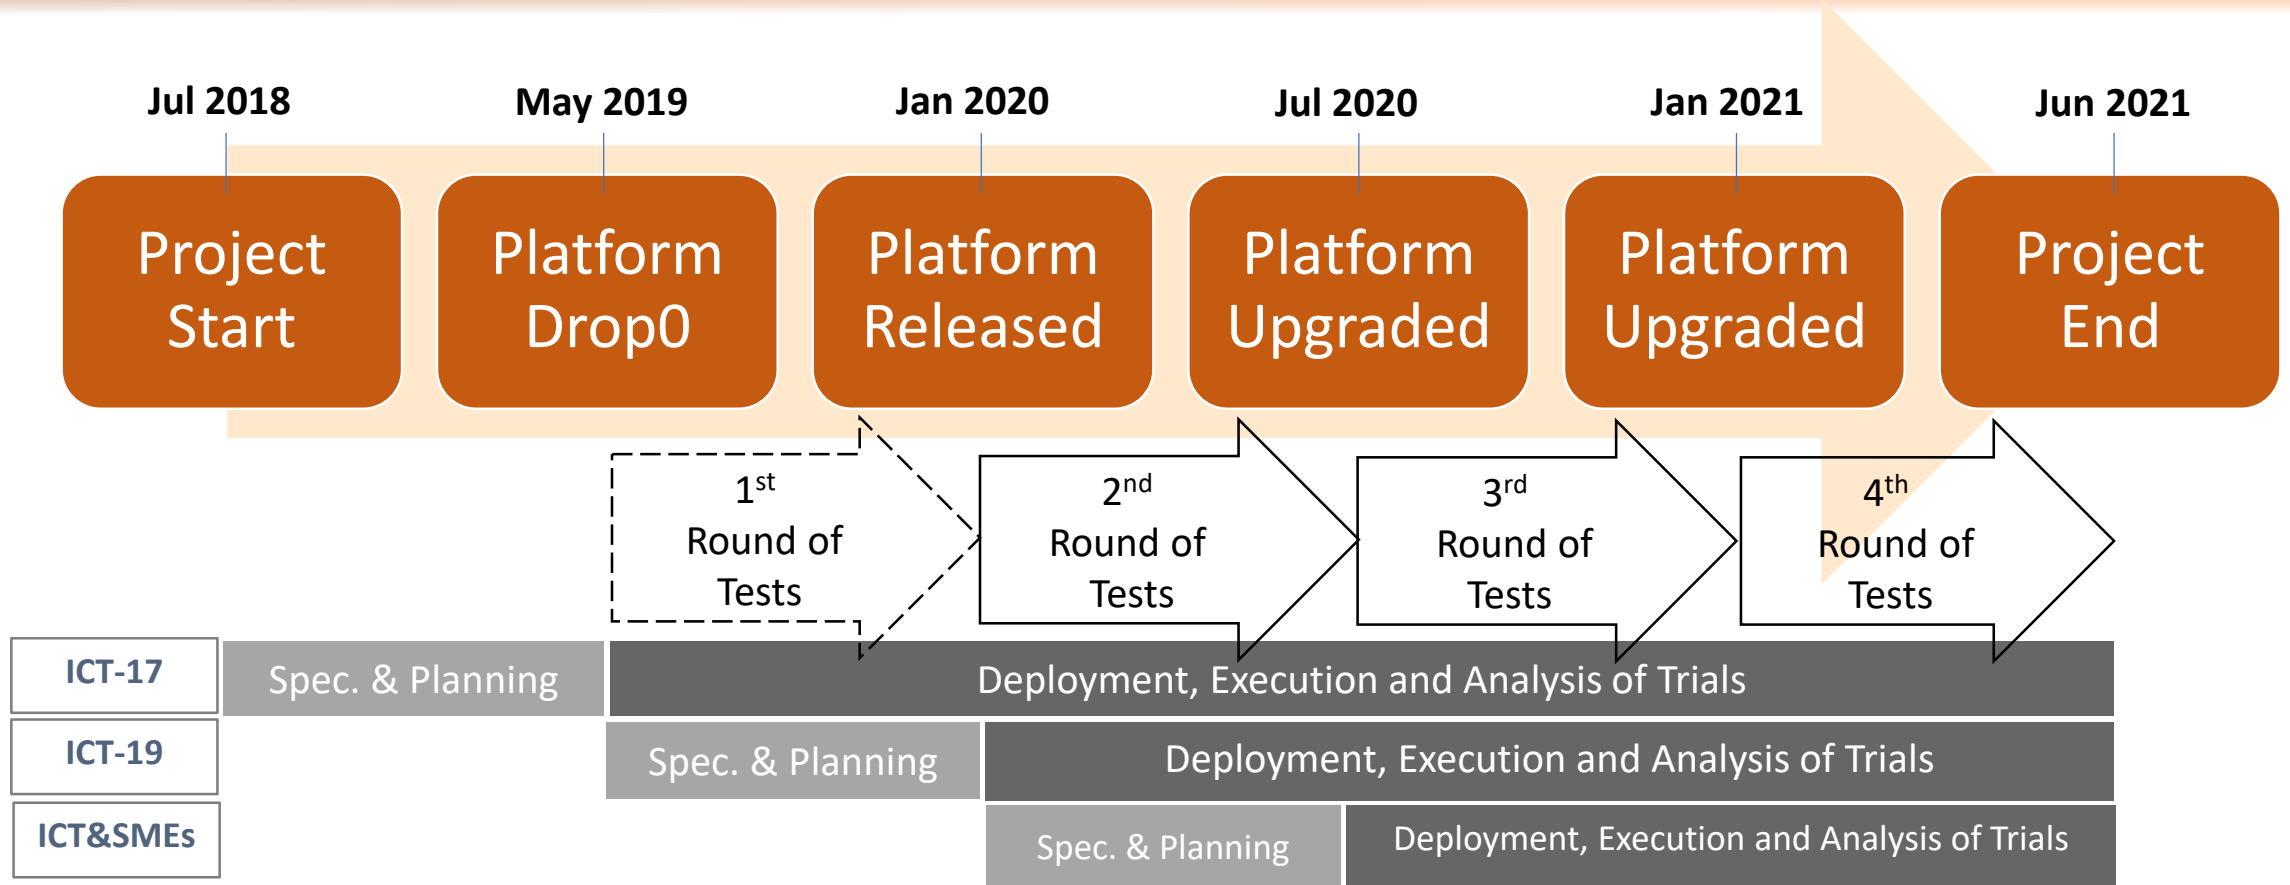 Jul 2018
May 2019
Jan 2020
Jul 2020
Jan 2021
Jun 2021
Project
Start
Platform
Drop0
Platform
Released
Platform
Upgraded
Platform
Upgraded
Project
End
1st
Round of
Tests
2nd
Round of
Tests
3rd
Round of
Tests
4th
Round of
Tests
ICT-17
Spec. & Planning
Deployment, Execution and Analysis of Trials
ICT-19
Spec. & Planning
Deployment, Execution and Analysis of Trials
ICT&SMEs
Spec. & Planning
Deployment, Execution and Analysis of Trials